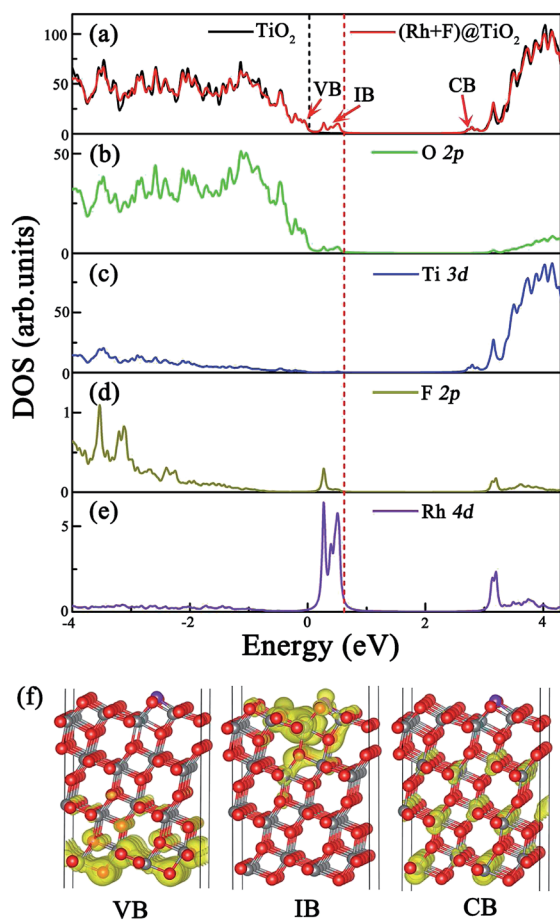 (a) TiO2 (Rh+F)@TiO2
VB IB CB
100
50
0
(b) O 2p
50
0
(c) Ti 3d
50
0
(d) F 2p
1
0
(e) Rh 4d
5
0
DOS (arb.units)
-4 -2 0 2 4
Energy (eV)
(f)
VB IB CB